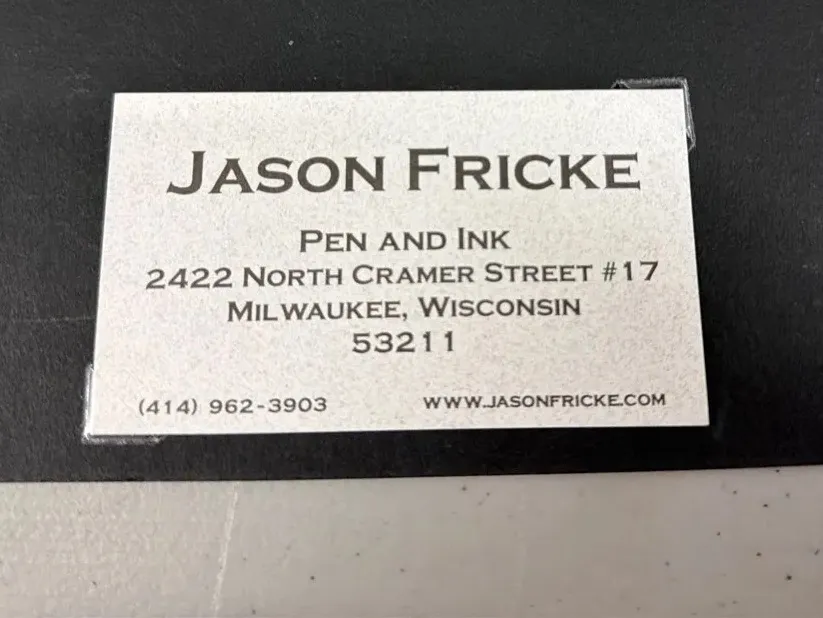 JASON FRICKE
PEN AND INK
2422 NORTH CRAMER STREET #17
MILWAUKEE, WISCONSIN
53211
(414) 962-3903 WWW.JASONFRICKE.COM